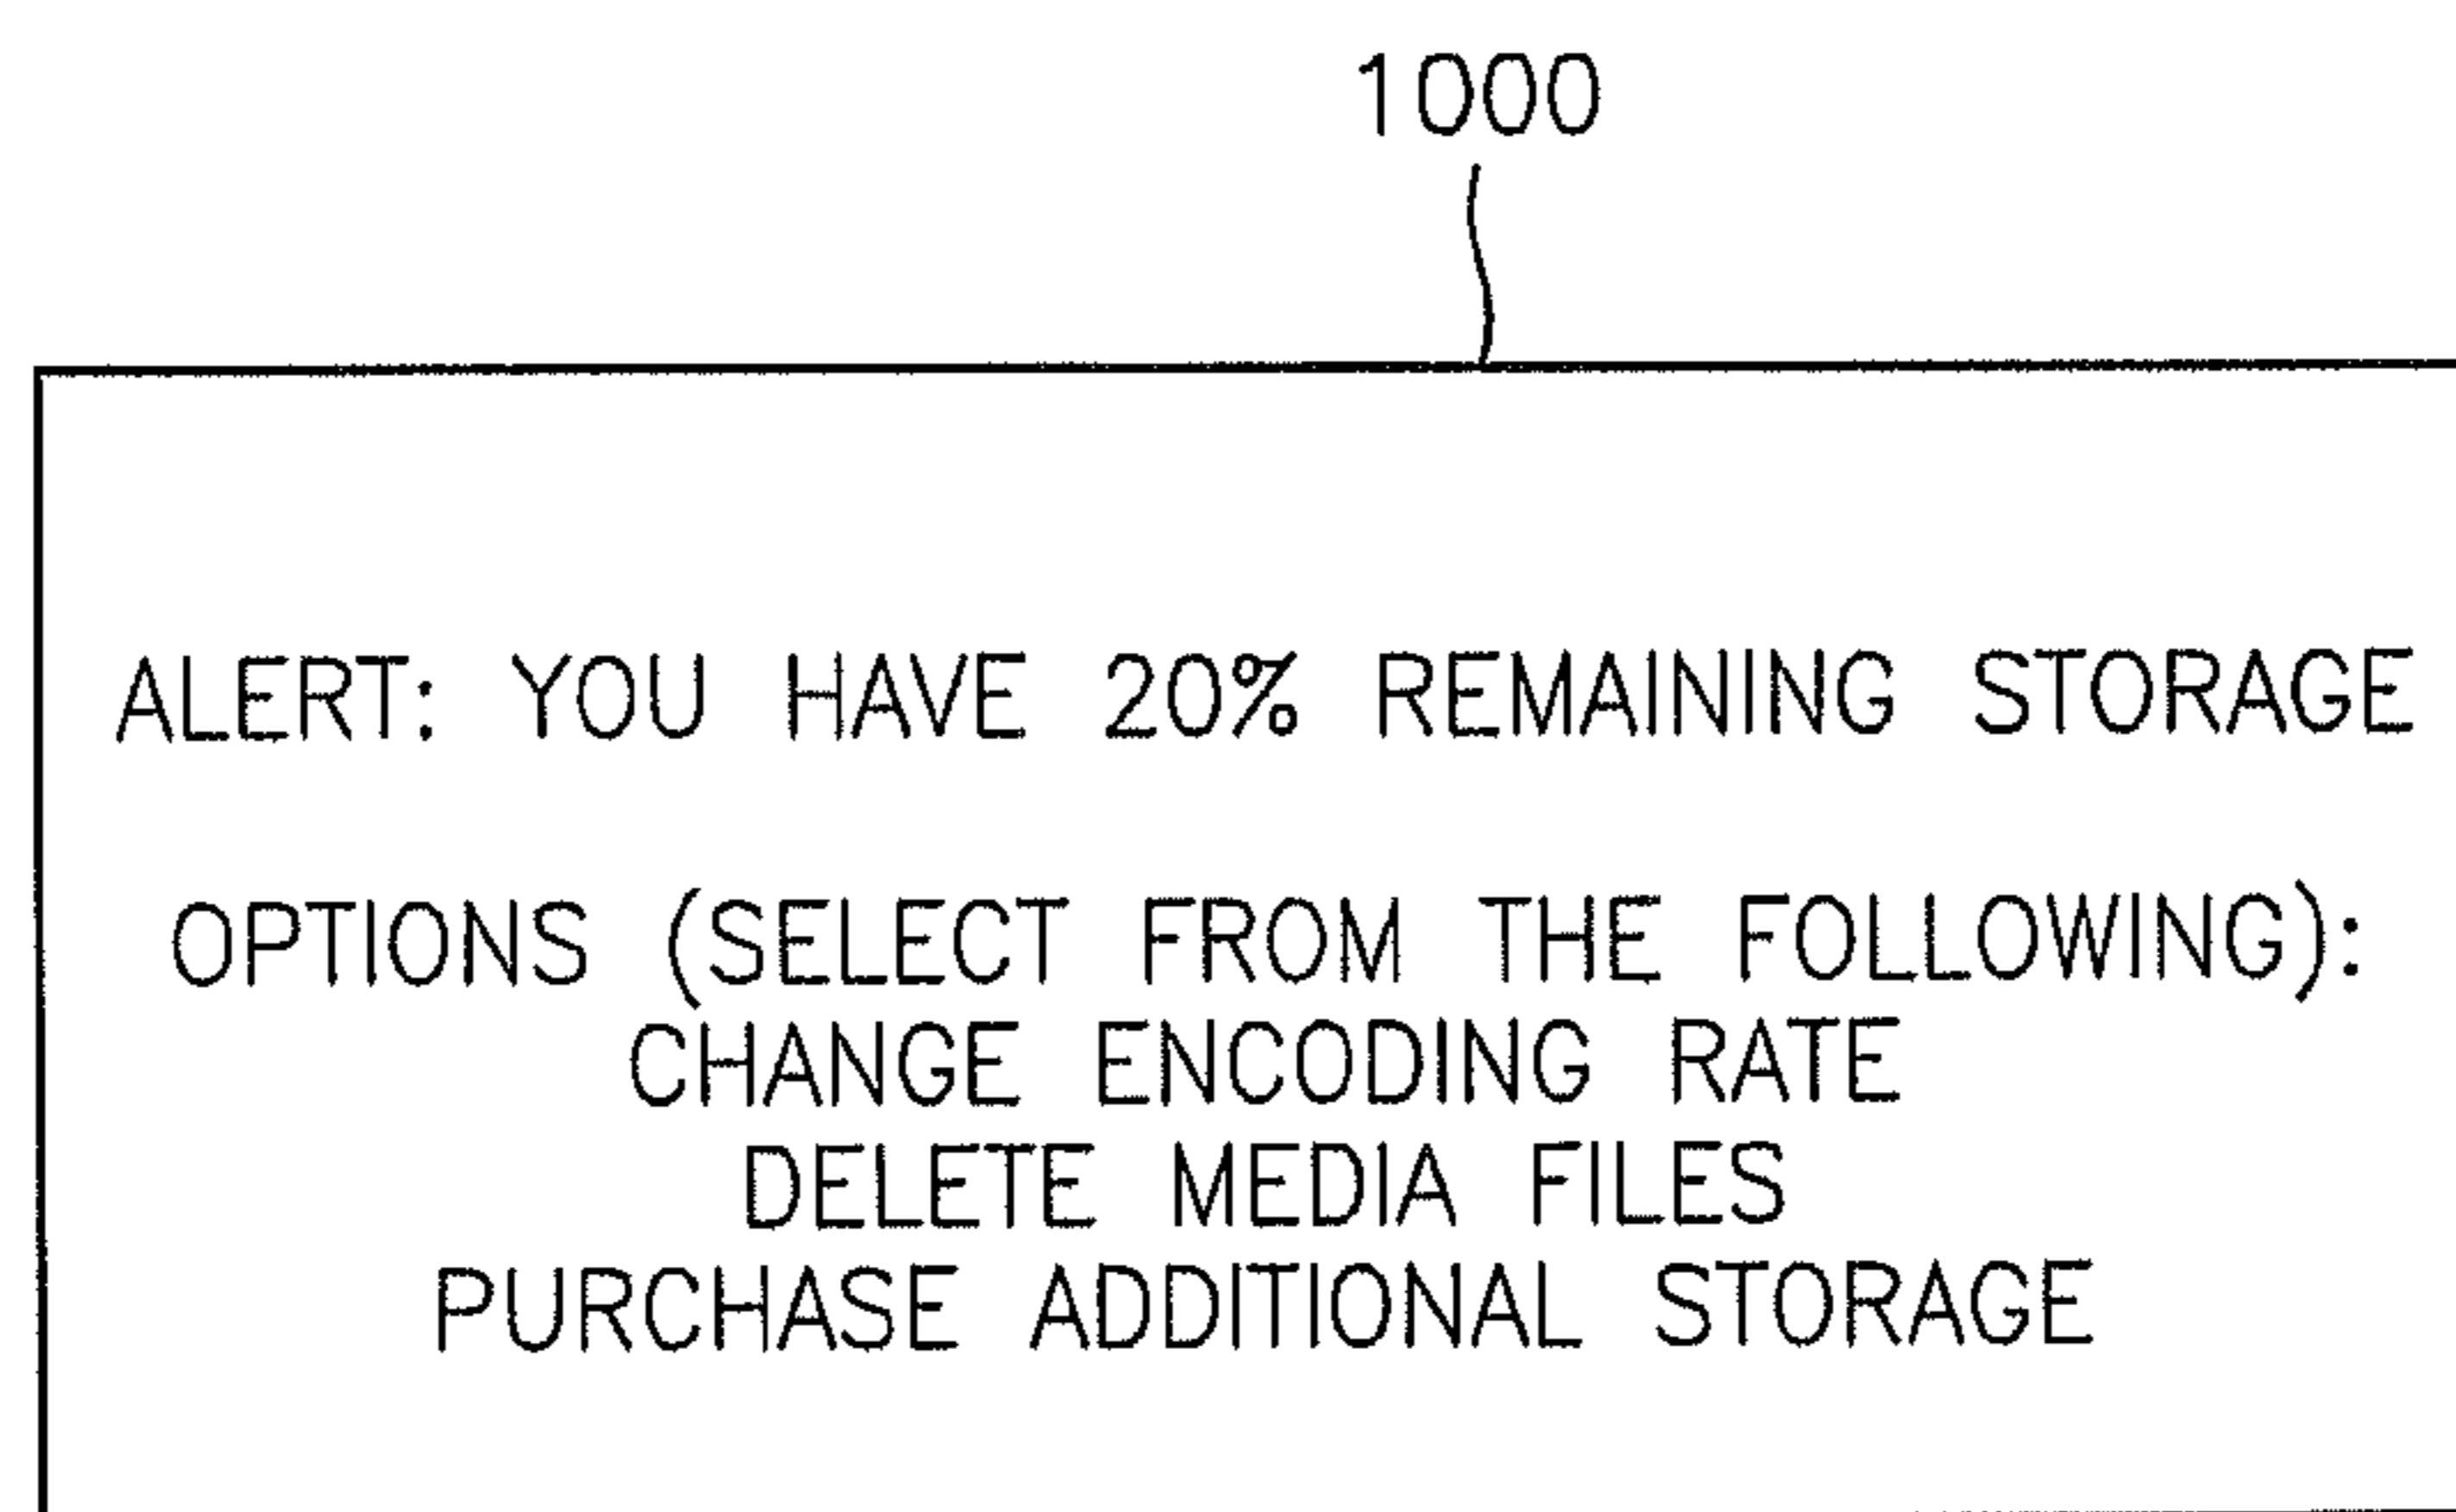 1000
ALERT: YOU HAVE 20% REMAINING STORAGE
OPTIONS (SELECT FROM THE FOLLOWING):
CHANGE ENCODING RATE
DELETE MEDIA FILES
PURCHASE ADDITIONAL STORAGE